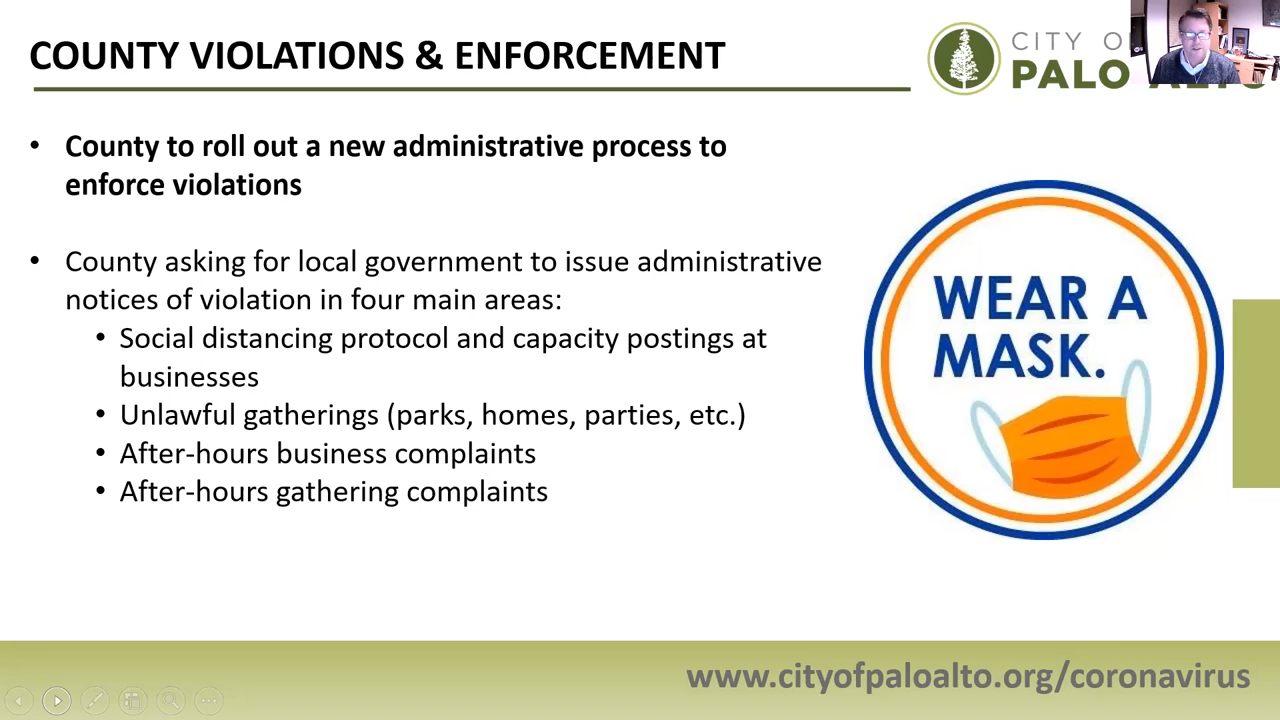 COUNTY VIOLATIONS & ENFORCEMENT
CITY O
PALO ALTO
• County to roll out a new administrative process to
enforce violations
• County asking for local government to issue administrative
notices of violation in four main areas:
• Social distancing protocol and capacity postings at
businesses
• Unlawful gatherings (parks, homes, parties, etc.)
• After-hours business complaints
• After-hours gathering complaints
WEAR A
MASK.
www.cityofpaloalto.org/coronavirus